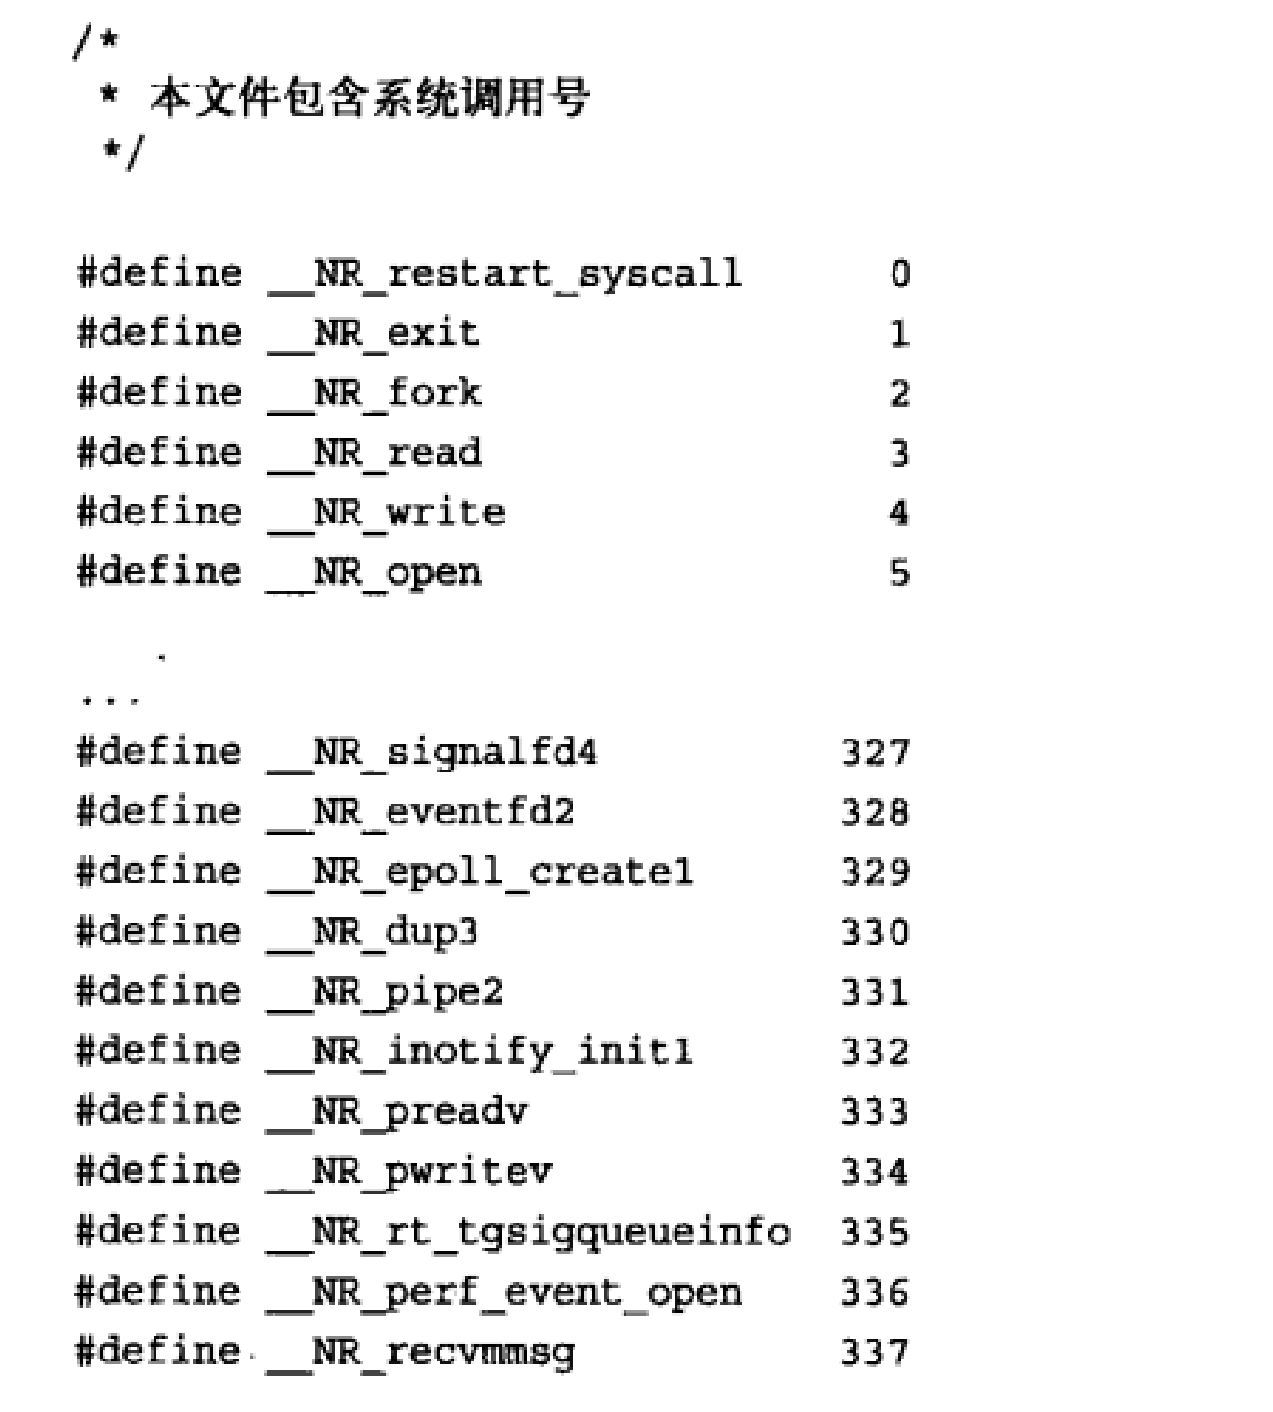 /*
 * 本文件包含系统调用号
 */
#define __NR_restart_syscall 0
#define __NR_exit 1
#define __NR_fork 2
#define __NR_read 3
#define __NR_write 4
#define __NR_open 5
...
#define __NR_signalfd4 327
#define __NR_eventfd2 328
#define __NR_epoll_create1 329
#define __NR_dup3 330
#define __NR_pipe2 331
#define __NR_inotify_init1 332
#define __NR_preadv 333
#define __NR_pwritev 334
#define __NR_rt_tgsigqueueinfo 335
#define __NR_perf_event_open 336
#define __NR_recvmmsg 337